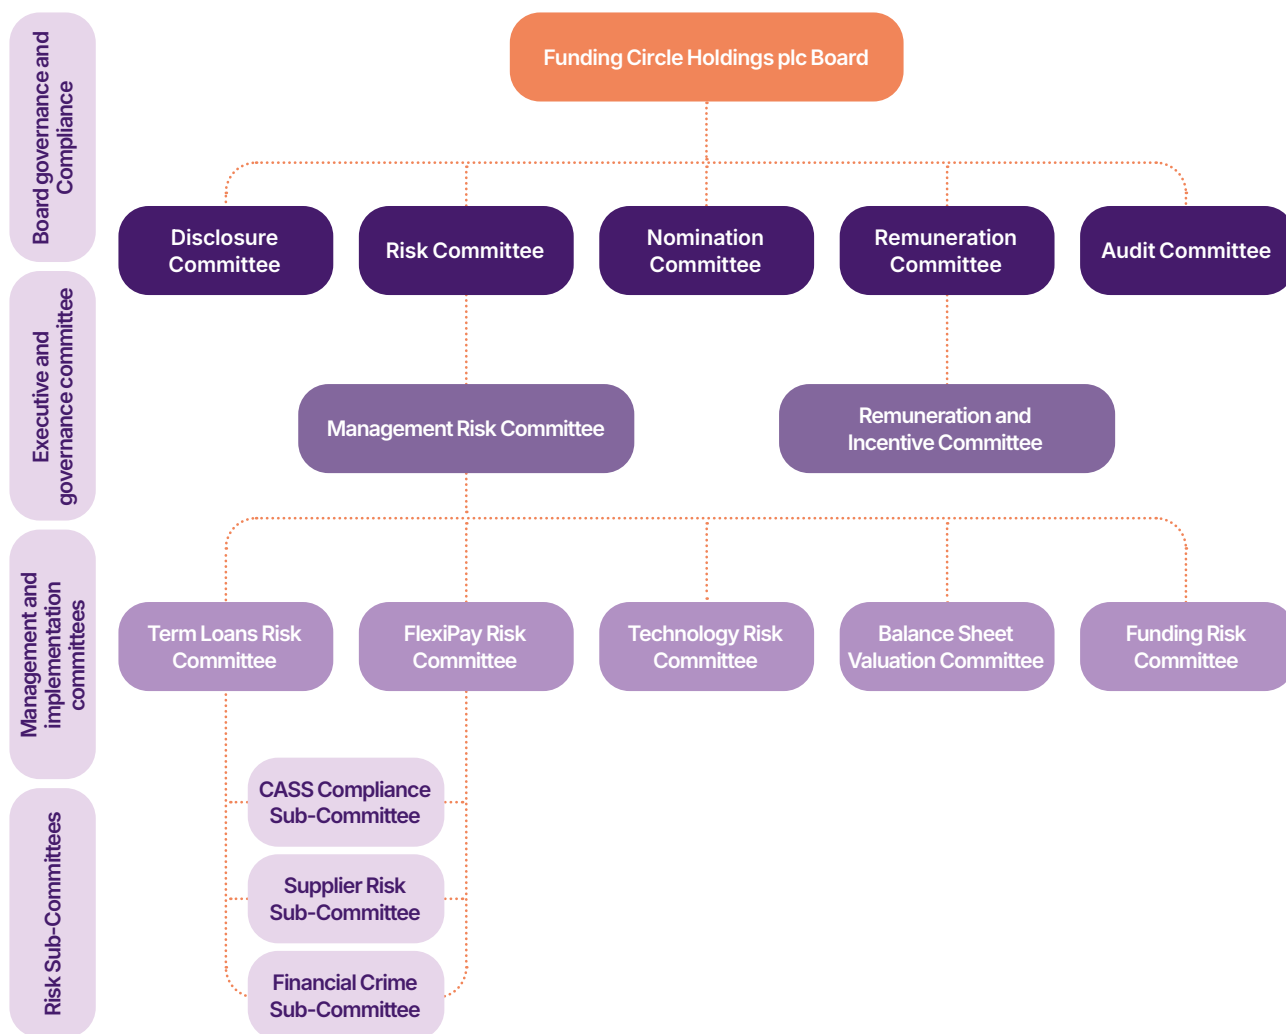 Board governance and
Compliance
Funding Circle Holdings plc Board
Disclosure
Committee
Risk Committee
Nomination
Committee
Remuneration
Committee
Audit Committee
Executive and
governance committee
Management Risk Committee
Remuneration and
Incentive Committee
Management and
implementation
committees
Term Loans Risk
Committee
FlexiPay Risk
Committee
Technology Risk
Committee
Balance Sheet
Valuation Committee
Funding Risk
Committee
Risk Sub-Committees
CASS Compliance
Sub-Committee
Supplier Risk
Sub-Committee
Financial Crime
Sub-Committee